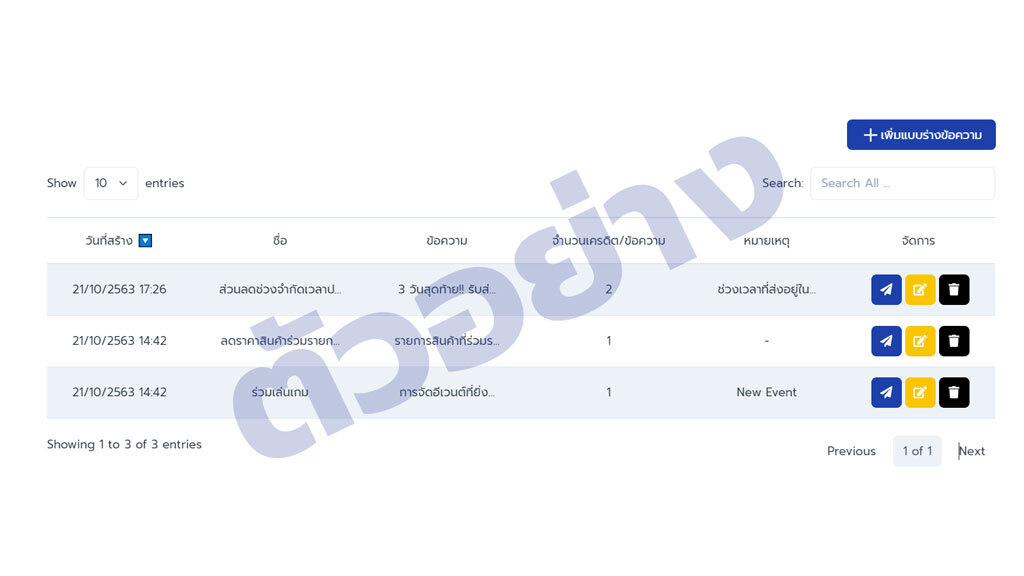 เพิ่มแบบร่างข้อความ
Show 10 entries Search: Search All ...
วันที่สร้าง ชื่อ ข้อความ จำนวนเครดิต/ข้อความ หมายเหตุ จัดการ
21/10/2563 17:26 ส่วนลดช่วงจำกัดเวลาป... 3 วันสุดท้าย!! รับส่... 2 ช่วงเวลาที่ส่งอยู่ใน...
21/10/2563 14:42 ลดราคาสินค้าร่วมรายก... รายการสินค้าที่ร่วมร... 1 -
21/10/2563 14:42 ร่วมเล่นเกม การจัดอีเวนต์ที่ยิ่ง... 1 New Event
Showing 1 to 3 of 3 entries Previous 1 of 1 Next
ตัวอย่าง